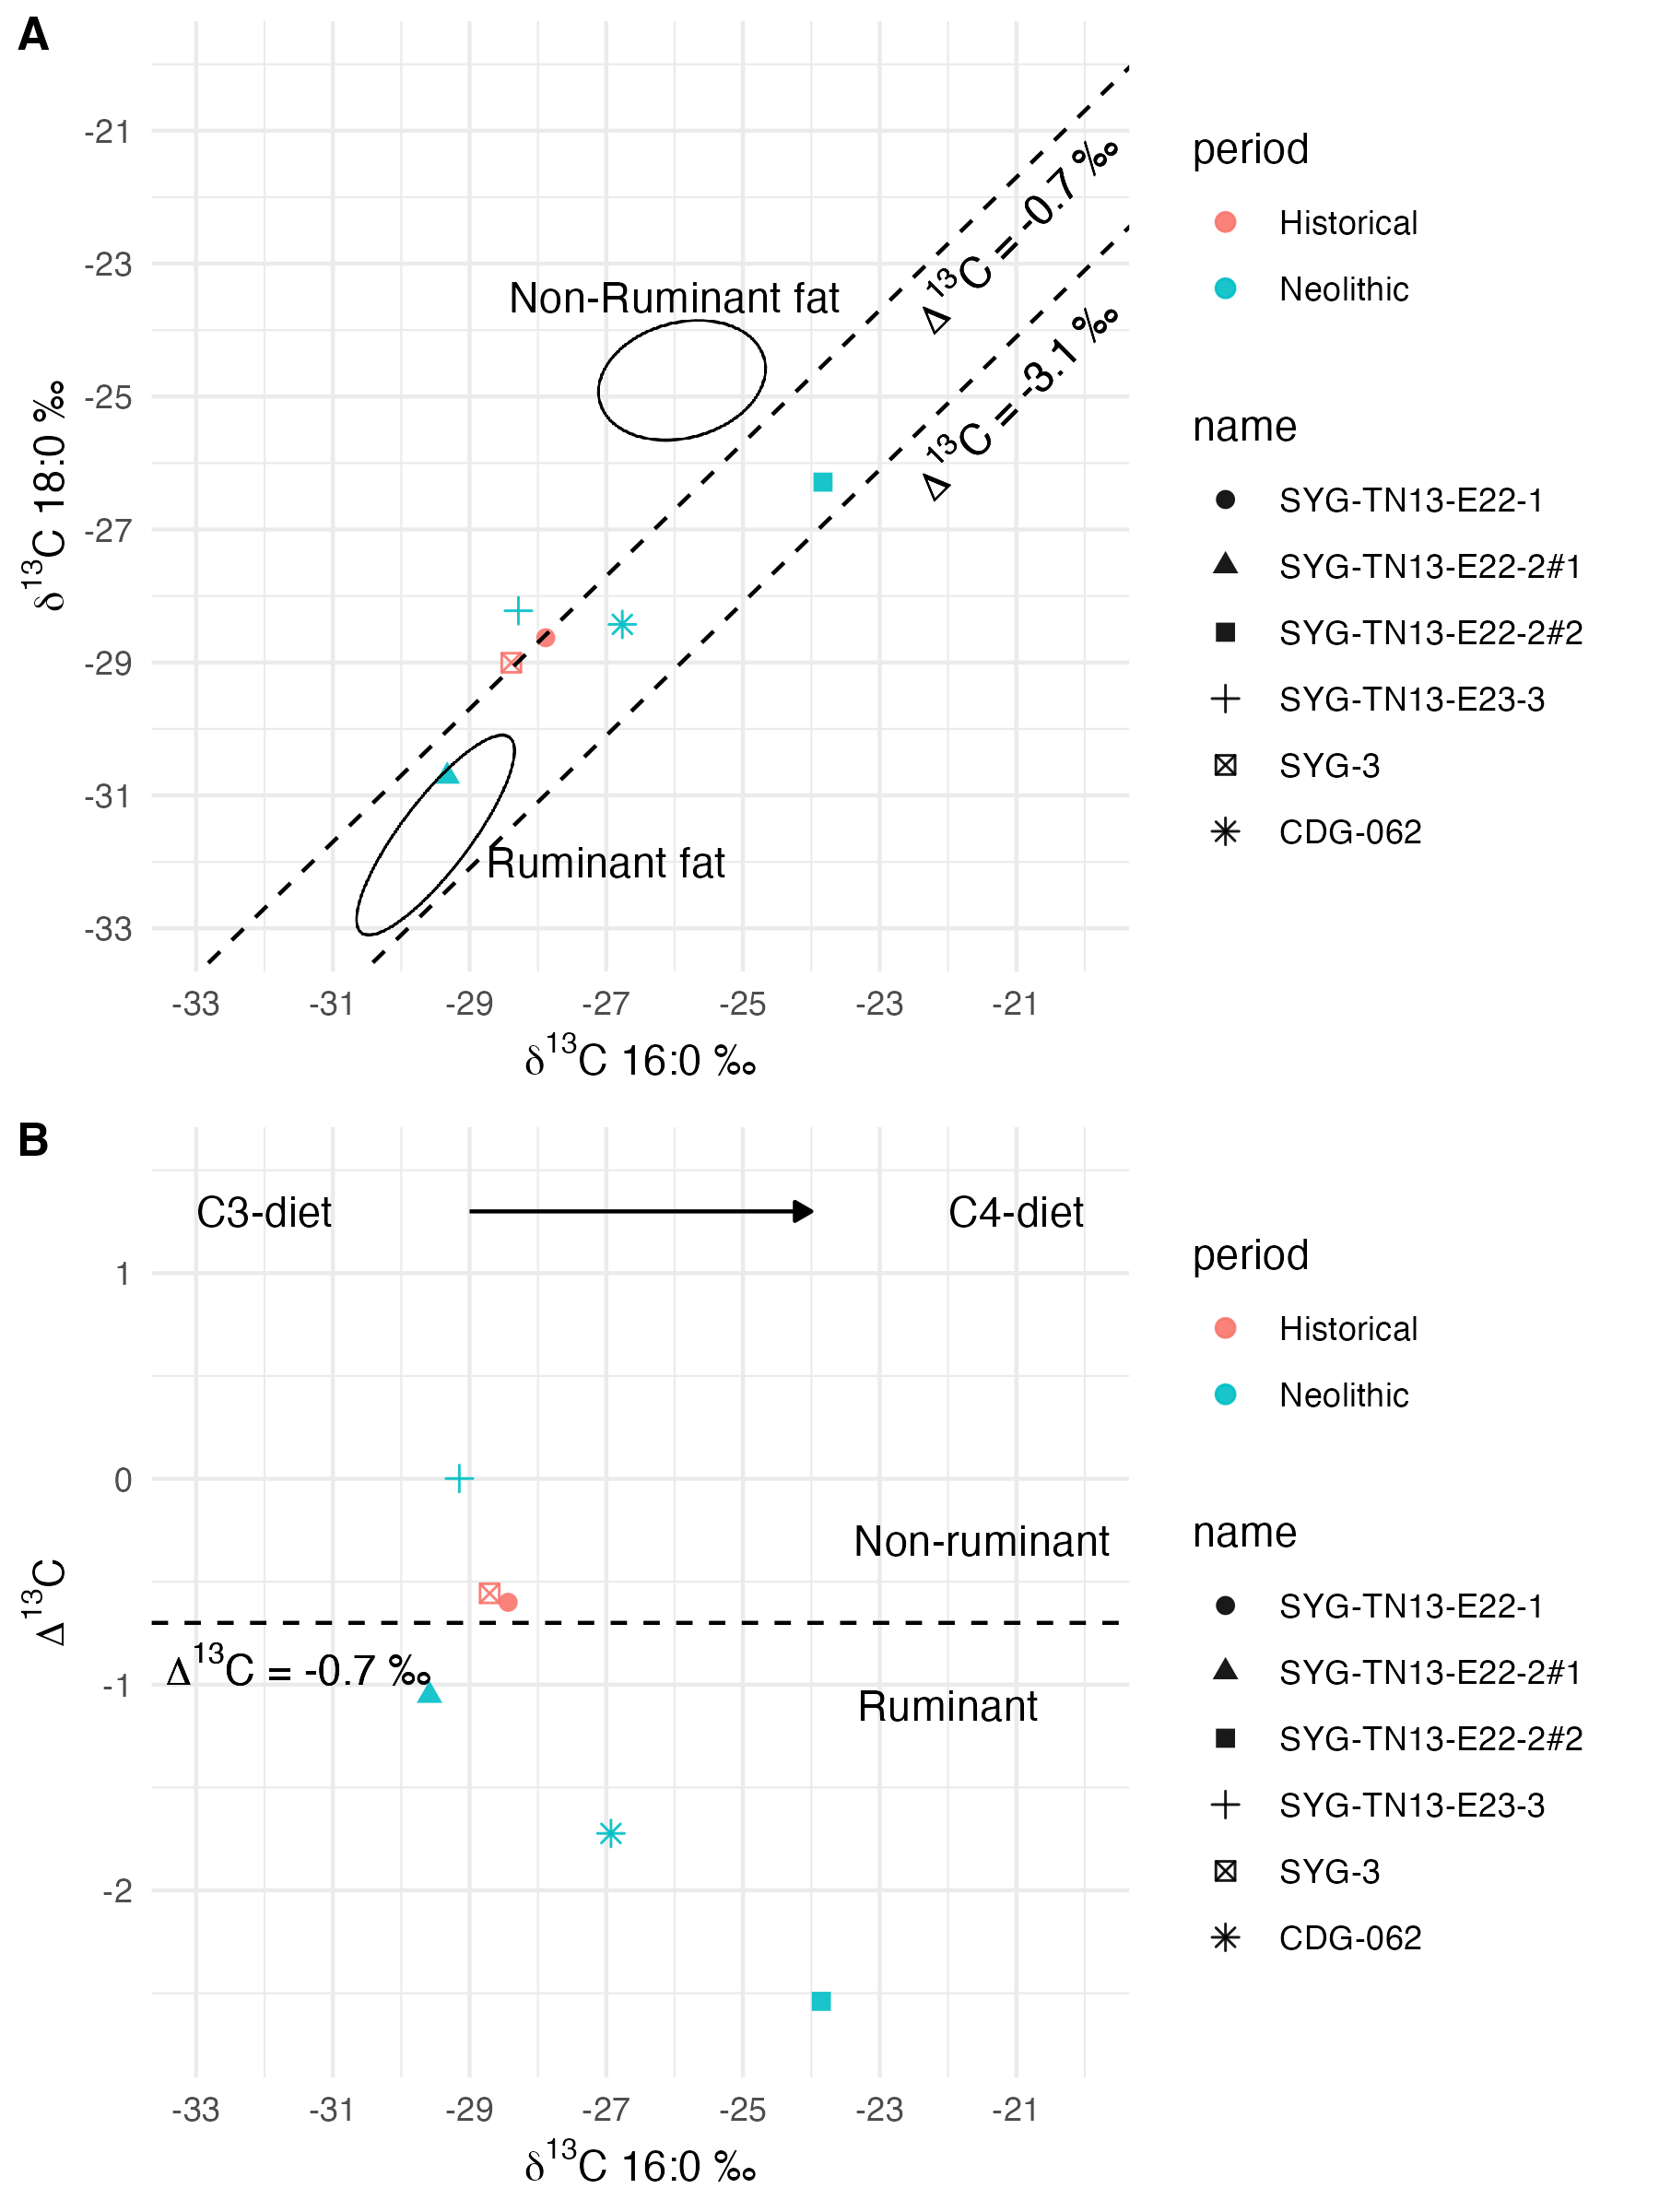 A
-21
-23
-25
-27
-29
-31
-33
δ¹³C 18:0 ‰
Non-Ruminant fat
Δ¹³C = -0.7 ‰
Δ¹³C = -3.1 ‰
Ruminant fat
-33 -31 -29 -27 -25 -23 -21
δ¹³C 16:0 ‰
period
Historical
Neolithic
name
SYG-TN13-E22-1
SYG-TN13-E22-2#1
SYG-TN13-E22-2#2
SYG-TN13-E23-3
SYG-3
CDG-062
B
C3-diet C4-diet
1
0
-1
-2
Δ¹³C
Non-ruminant
Δ¹³C = -0.7 ‰
Ruminant
-33 -31 -29 -27 -25 -23 -21
δ¹³C 16:0 ‰
period
Historical
Neolithic
name
SYG-TN13-E22-1
SYG-TN13-E22-2#1
SYG-TN13-E22-2#2
SYG-TN13-E23-3
SYG-3
CDG-062